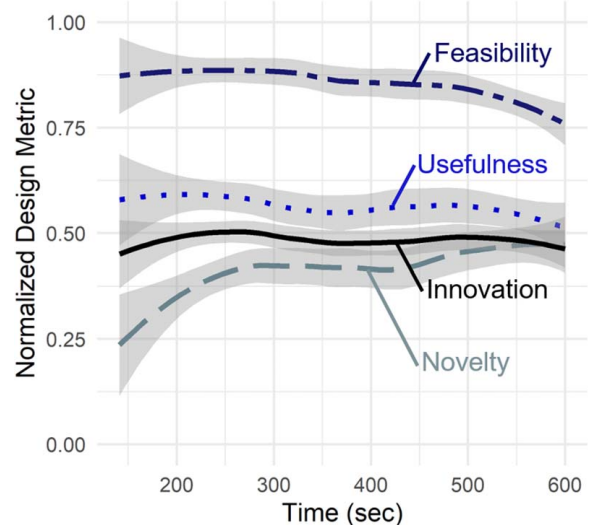 Normalized Design Metric
1.00
0.75
0.50
0.25
0.00
Feasibility
Usefulness
Innovation
Novelty
200 300 400 500 600
Time (sec)